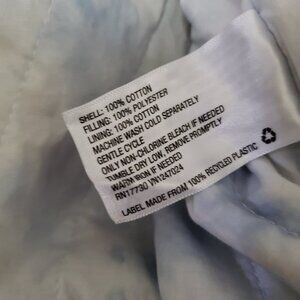 SHELL: 100% COTTON
FILLING: 100% POLYESTER
LINING: 100% COTTON
MACHINE WASH COLD SEPARATELY
GENTLE CYCLE
ONLY NON-CHLORINE BLEACH IF NEEDED
TUMBLE DRY LOW, REMOVE PROMPTLY
WARM IRON IF NEEDED
RN17730 VN1247024
LABEL MADE FROM 100% RECYCLED PLASTIC